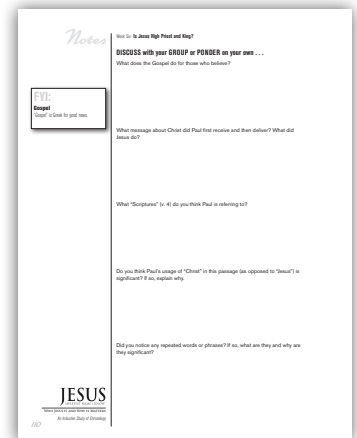 Notes
Week Six: Is Jesus High Priest and King?
DISCUSS with your GROUP or PONDER on your own . . .
What does the Gospel do for those who believe?
FYI:
Gospel
"Gospel" is Greek for good news.
What message about Christ did Paul first receive and then deliver? What did
Jesus do?
What "Scriptures" (v. 4) do you think Paul is referring to?
Do you think Paul's usage of "Christ" in this passage (as opposed to "Jesus") is
significant? If so, explain why.
Did you notice any repeated words or phrases? If so, what are they and why are
they significant?
JESUS
An Inductive Study of Christology
110